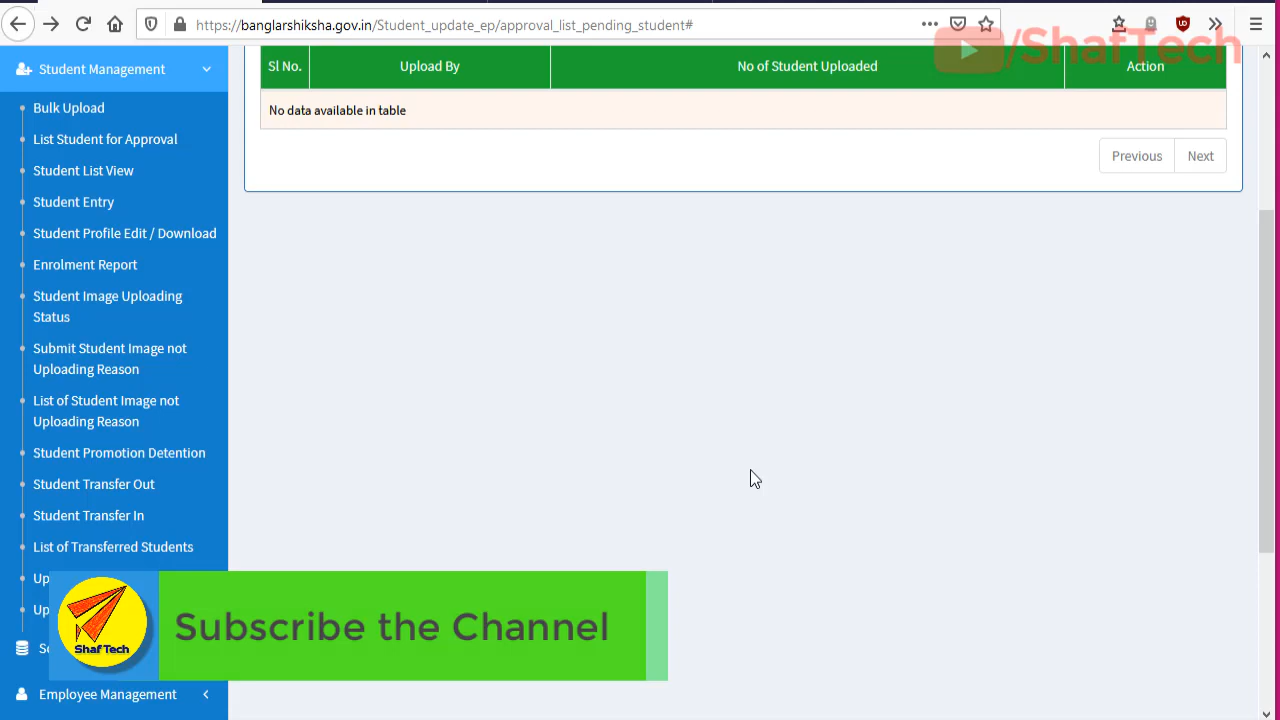 https://banglarshiksha.gov.in/Student_update_ep/approval_list_pending_student#
/ShafTech
Student Management
Sl No.
Upload By
No of Student Uploaded
Action
No data available in table
Previous
Next
Bulk Upload
List Student for Approval
Student List View
Student Entry
Student Profile Edit / Download
Enrolment Report
Student Image Uploading
Status
Submit Student Image not
Uploading Reason
List of Student Image not
Uploading Reason
Student Promotion Detention
Student Transfer Out
Student Transfer In
List of Transferred Students
Shaf Tech
Subscribe the Channel
Employee Management